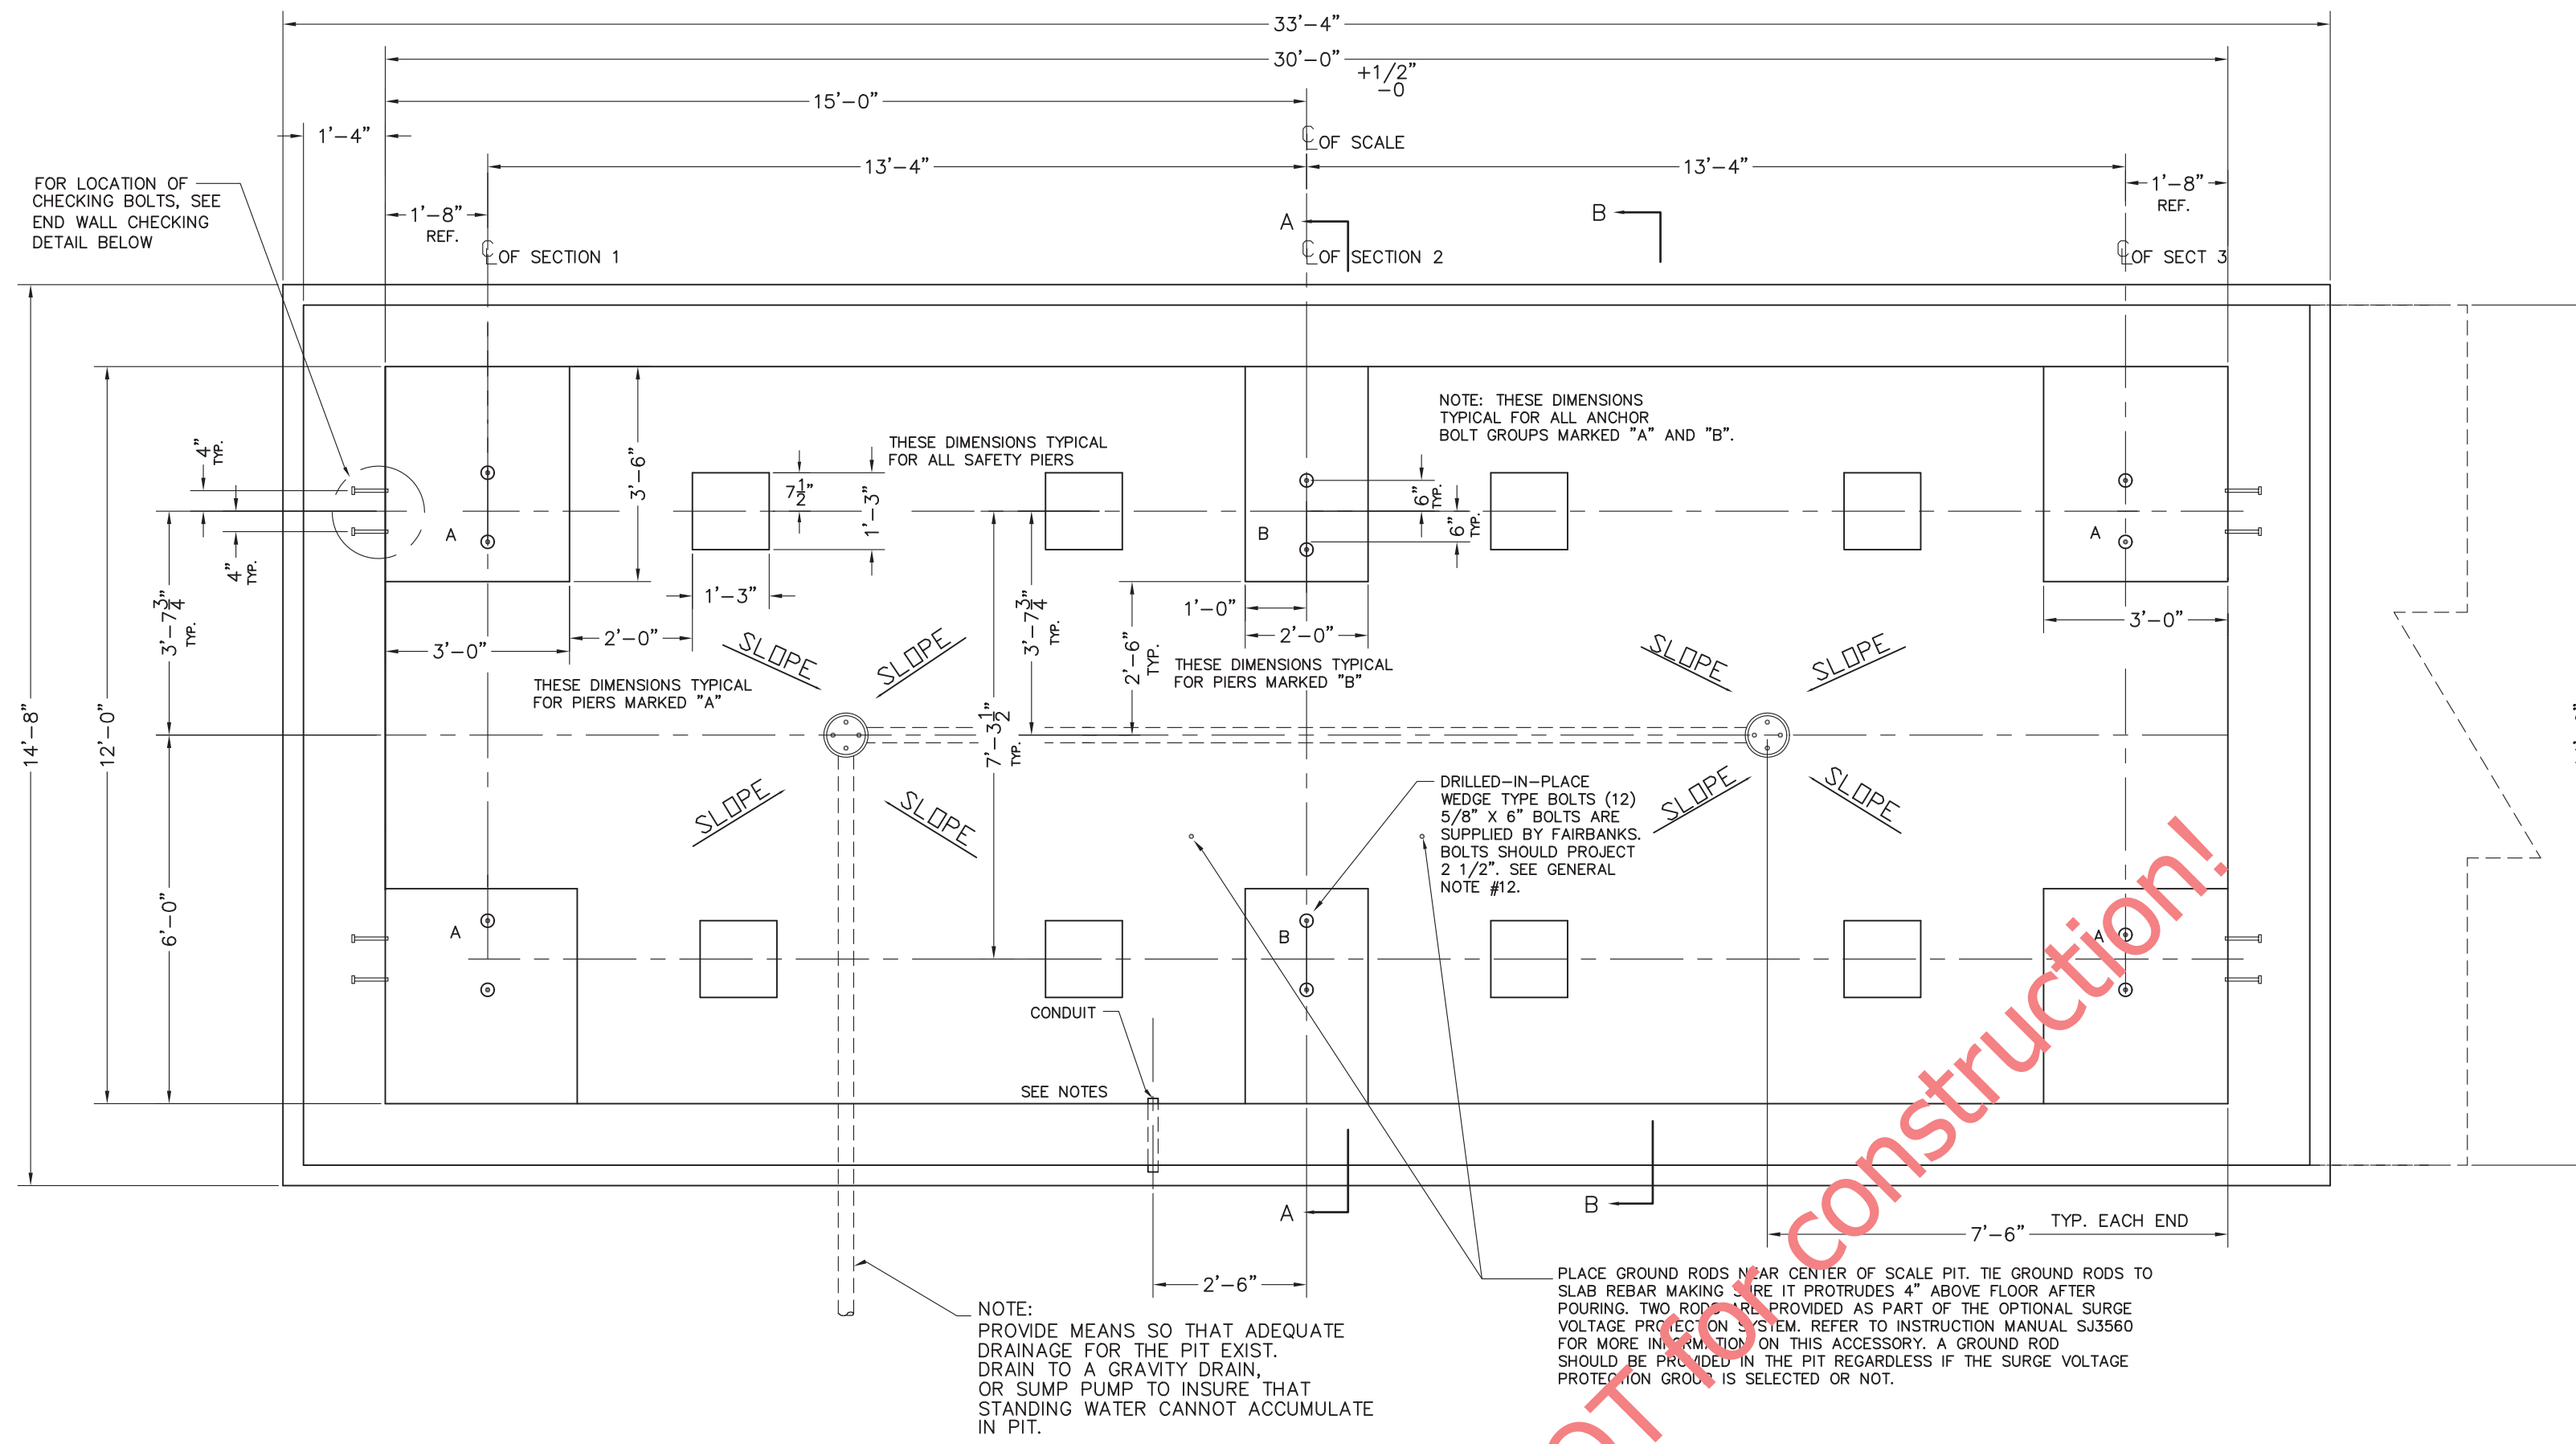 33'-4"
30'-0"
+1/2"
-0
15'-0"
1'-4"
℄ OF SCALE
13'-4"
13'-4"
1'-8"
REF.
1'-8"
REF.
FOR LOCATION OF
CHECKING BOLTS, SEE
END WALL CHECKING
DETAIL BELOW
A
B
℄ OF SECTION 1
℄ OF SECTION 2
℄ OF SECT 3
NOTE: THESE DIMENSIONS
TYPICAL FOR ALL ANCHOR
BOLT GROUPS MARKED "A" AND "B".
THESE DIMENSIONS TYPICAL
FOR ALL SAFETY PIERS
4"
TYP.
4"
TYP.
3'-6"
7 1/2"
1'-3"
6"
TYP.
6"
TYP.
A
B
A
1'-3"
1'-0"
2'-0"
3'-0"
2'-0"
3'-0"
3'-7 3/4"
TYP.
3'-7 3/4"
TYP.
2'-6"
TYP.
SLOPE
SLOPE
SLOPE
SLOPE
THESE DIMENSIONS TYPICAL
FOR PIERS MARKED "B"
THESE DIMENSIONS TYPICAL
FOR PIERS MARKED "A"
14'-8"
12'-0"
7'-3 1/2"
TYP.
SLOPE
SLOPE
SLOPE
SLOPE
DRILLED-IN-PLACE
WEDGE TYPE BOLTS (12)
5/8" X 6" BOLTS ARE
SUPPLIED BY FAIRBANKS.
BOLTS SHOULD PROJECT
2 1/2". SEE GENERAL
NOTE #12.
6'-0"
A
B
A
CONDUIT
SEE NOTES
A
B
7'-6"
TYP. EACH END
2'-6"
NOTE:
PROVIDE MEANS SO THAT ADEQUATE
DRAINAGE FOR THE PIT EXIST.
DRAIN TO A GRAVITY DRAIN,
OR SUMP PUMP TO INSURE THAT
STANDING WATER CANNOT ACCUMULATE
IN PIT.
PLACE GROUND RODS NEAR CENTER OF SCALE PIT. TIE GROUND RODS TO
SLAB REBAR MAKING SURE IT PROTRUDES 4" ABOVE FLOOR AFTER
POURING. TWO RODS ARE PROVIDED AS PART OF THE OPTIONAL SURGE
VOLTAGE PROTECTION SYSTEM. REFER TO INSTRUCTION MANUAL SJ3560
FOR MORE INFORMATION ON THIS ACCESSORY. A GROUND ROD
SHOULD BE PROVIDED IN THE PIT REGARDLESS IF THE SURGE VOLTAGE
PROTECTION GROUP IS SELECTED OR NOT.
OT for construction!